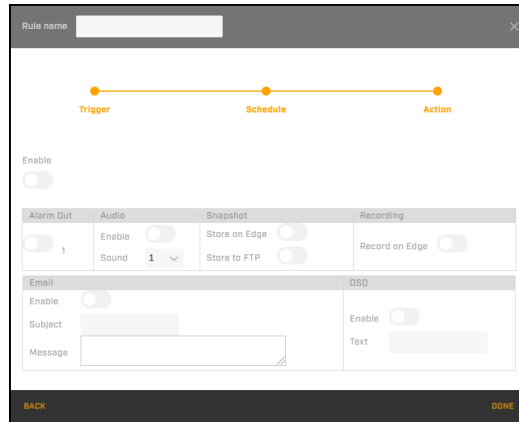 Rule name
Trigger Schedule Action
Enable
Alarm Out Audio Snapshot Recording
1 Enable Store on Edge Record on Edge
Sound 1 Store to FTP
Email OSD
Enable
Subject
Message
Enable
Text
BACK DONE